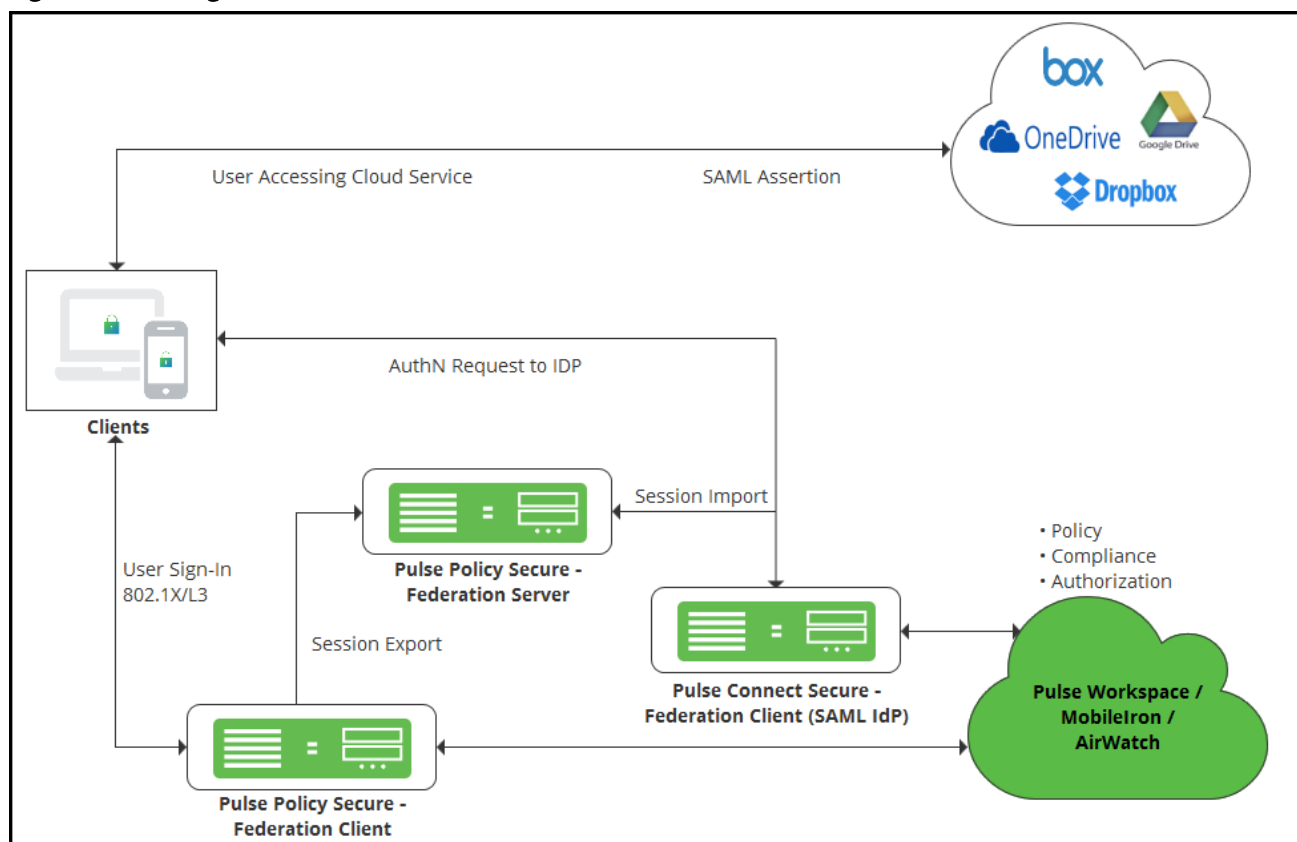 box
OneDrive
Google Drive
Dropbox
User Accessing Cloud Service
SAML Assertion
AuthN Request to IDP
Clients
Session Import
• Policy
• Compliance
• Authorization
User Sign-In
802.1X/L3
Pulse Policy Secure -
Federation Server
Session Export
Pulse Connect Secure -
Federation Client (SAML IdP)
Pulse Workspace /
MobileIron /
AirWatch
Pulse Policy Secure -
Federation Client